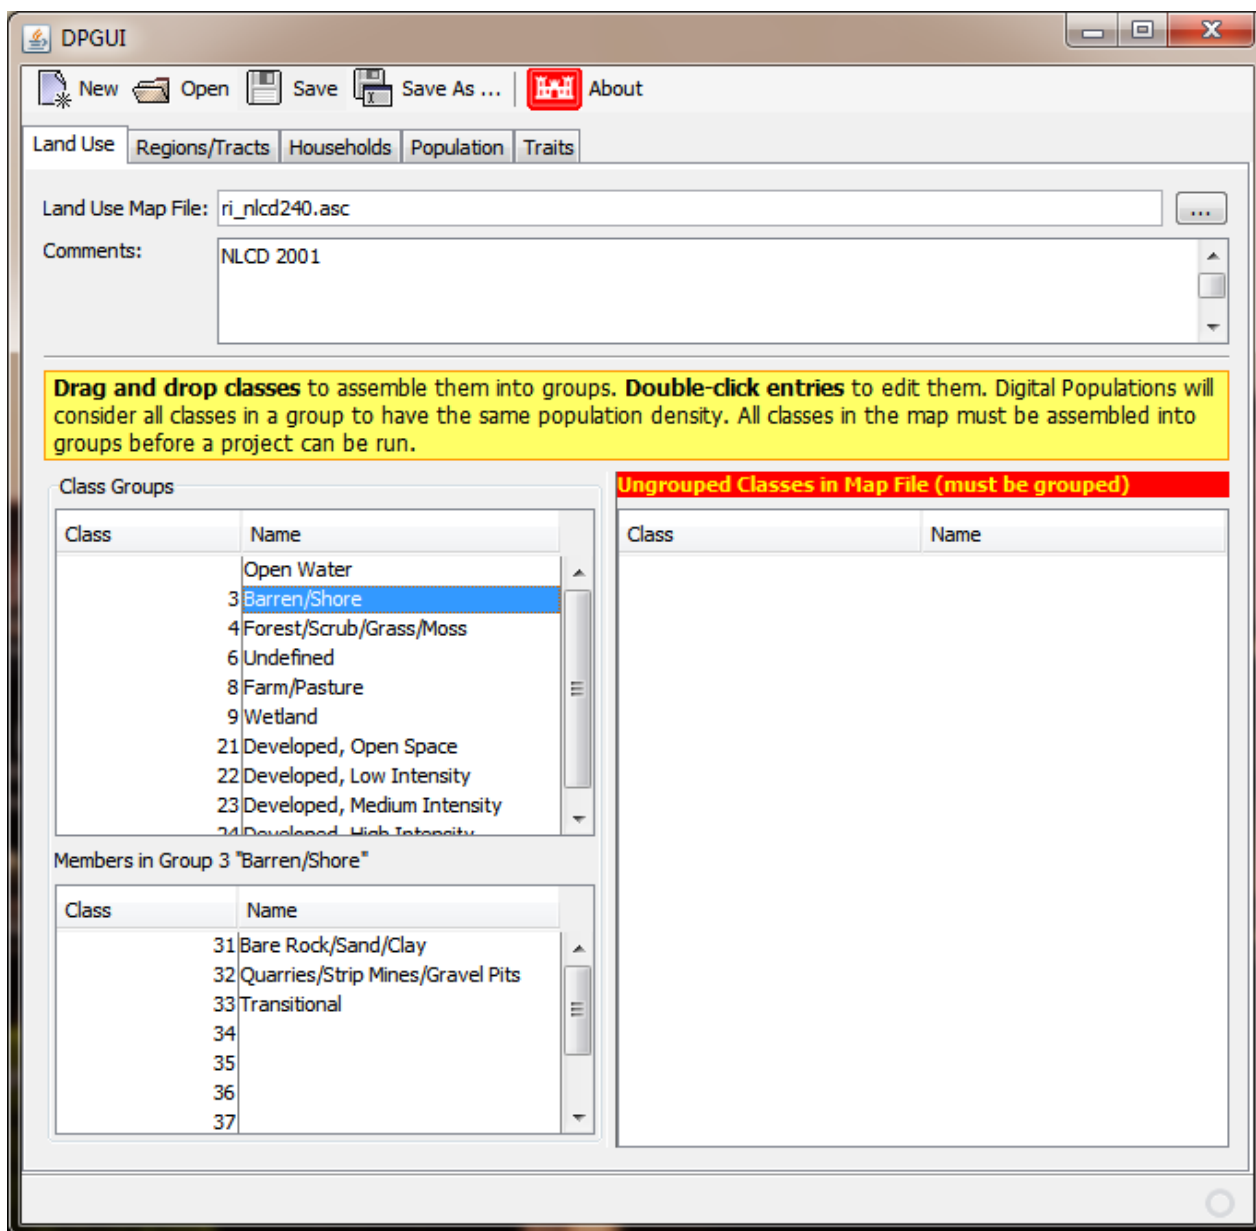 DPGUI
New Open Save Save As ... About
Land Use Regions/Tracts Households Population Traits
Land Use Map File: ri_nlcd240.asc ...
Comments: NLCD 2001
Drag and drop classes to assemble them into groups. Double-click entries to edit them. Digital Populations will
consider all classes in a group to have the same population density. All classes in the map must be assembled into
groups before a project can be run.
Class Groups
Class Name
Open Water
3 Barren/Shore
4 Forest/Scrub/Grass/Moss
6 Undefined
8 Farm/Pasture
9 Wetland
21 Developed, Open Space
22 Developed, Low Intensity
23 Developed, Medium Intensity
24 Developed, High Intensity
Members in Group 3 "Barren/Shore"
Class Name
31 Bare Rock/Sand/Clay
32 Quarries/Strip Mines/Gravel Pits
33 Transitional
34
35
36
37
Ungrouped Classes in Map File (must be grouped)
Class Name